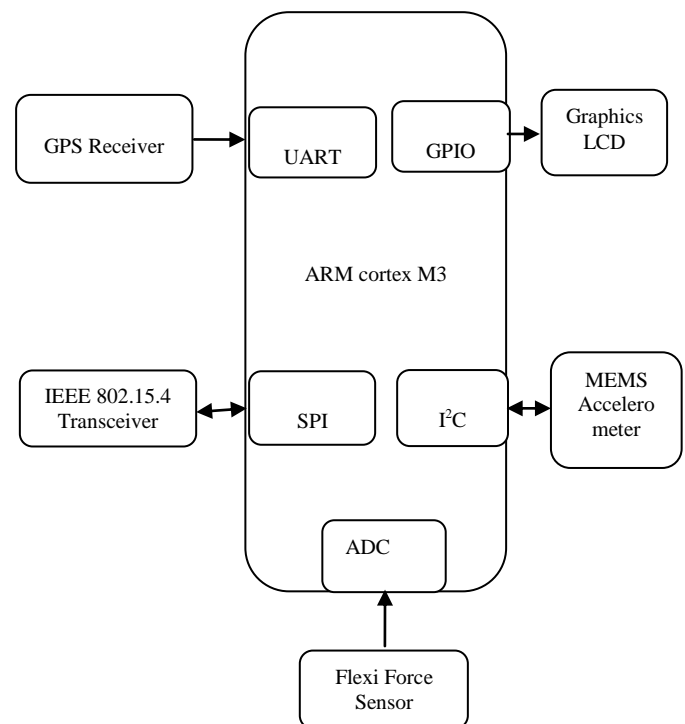 GPS Receiver
UART
GPIO
Graphics
LCD
ARM cortex M3
IEEE 802.15.4
Transceiver
SPI
I²C
MEMS
Accelero
meter
ADC
Flexi Force
Sensor